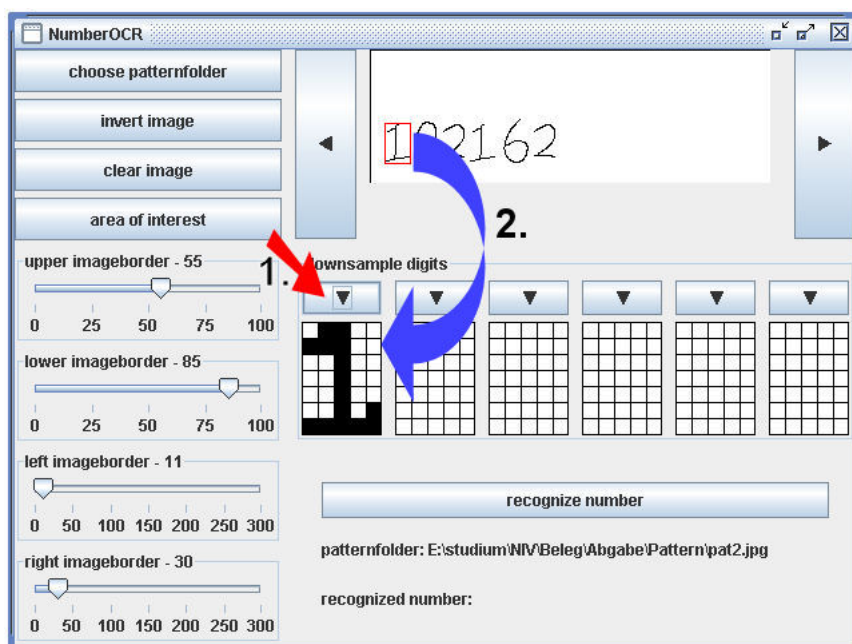 NumberOCR
choose patternfolder
invert image
clear image
area of interest
◀
102162
▶
2.
1.
upper imageborder - 55
0 25 50 75 100
lower imageborder - 85
0 25 50 75 100
left imageborder - 11
0 50 100 150 200 250 300
right imageborder - 30
0 50 100 150 200 250 300
ownsample digits
recognize number
patternfolder: E:\studium\NIV\Beleg\Abgabe\Pattern\pat2.jpg
recognized number: